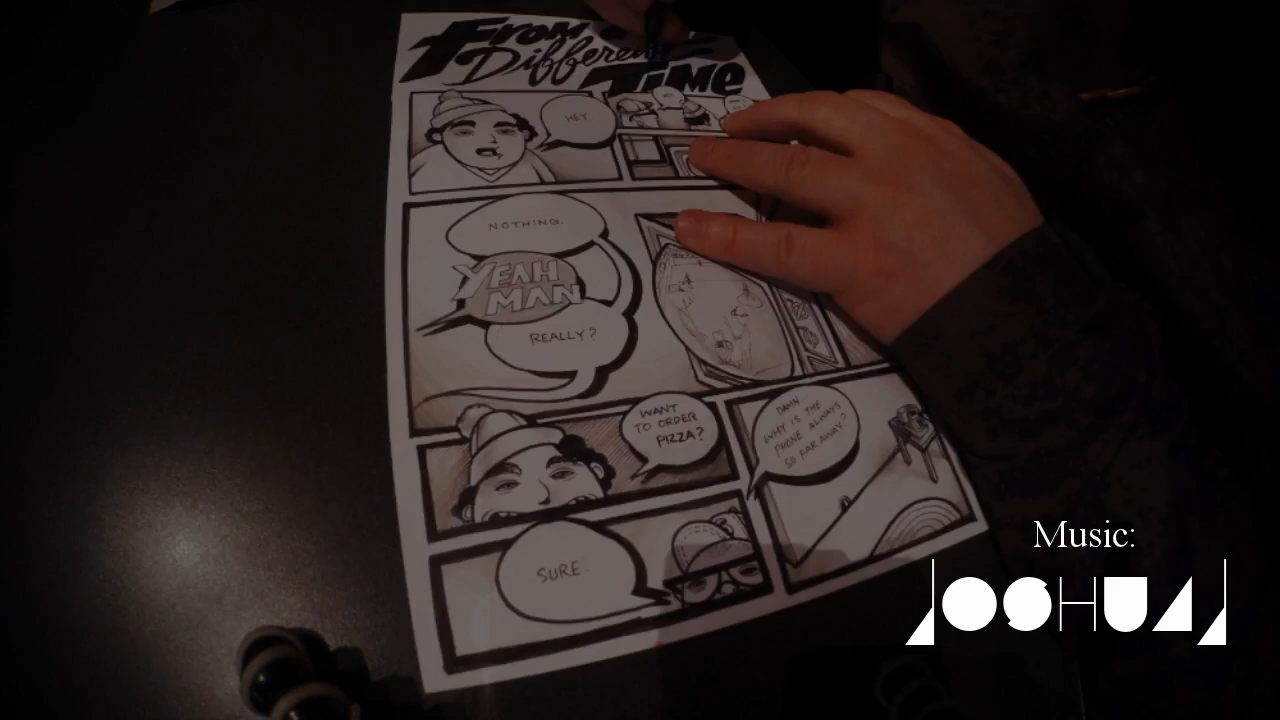 FROM
Different
TIME
HEY.
NOTHING.
YEAH
MAN
REALLY?
WANT
TO ORDER
PIZZA?
DAMN
WHY IS THE
PHONE ALWAYS
SO FAR AWAY?
SURE.
Music:
JOSHUAJ